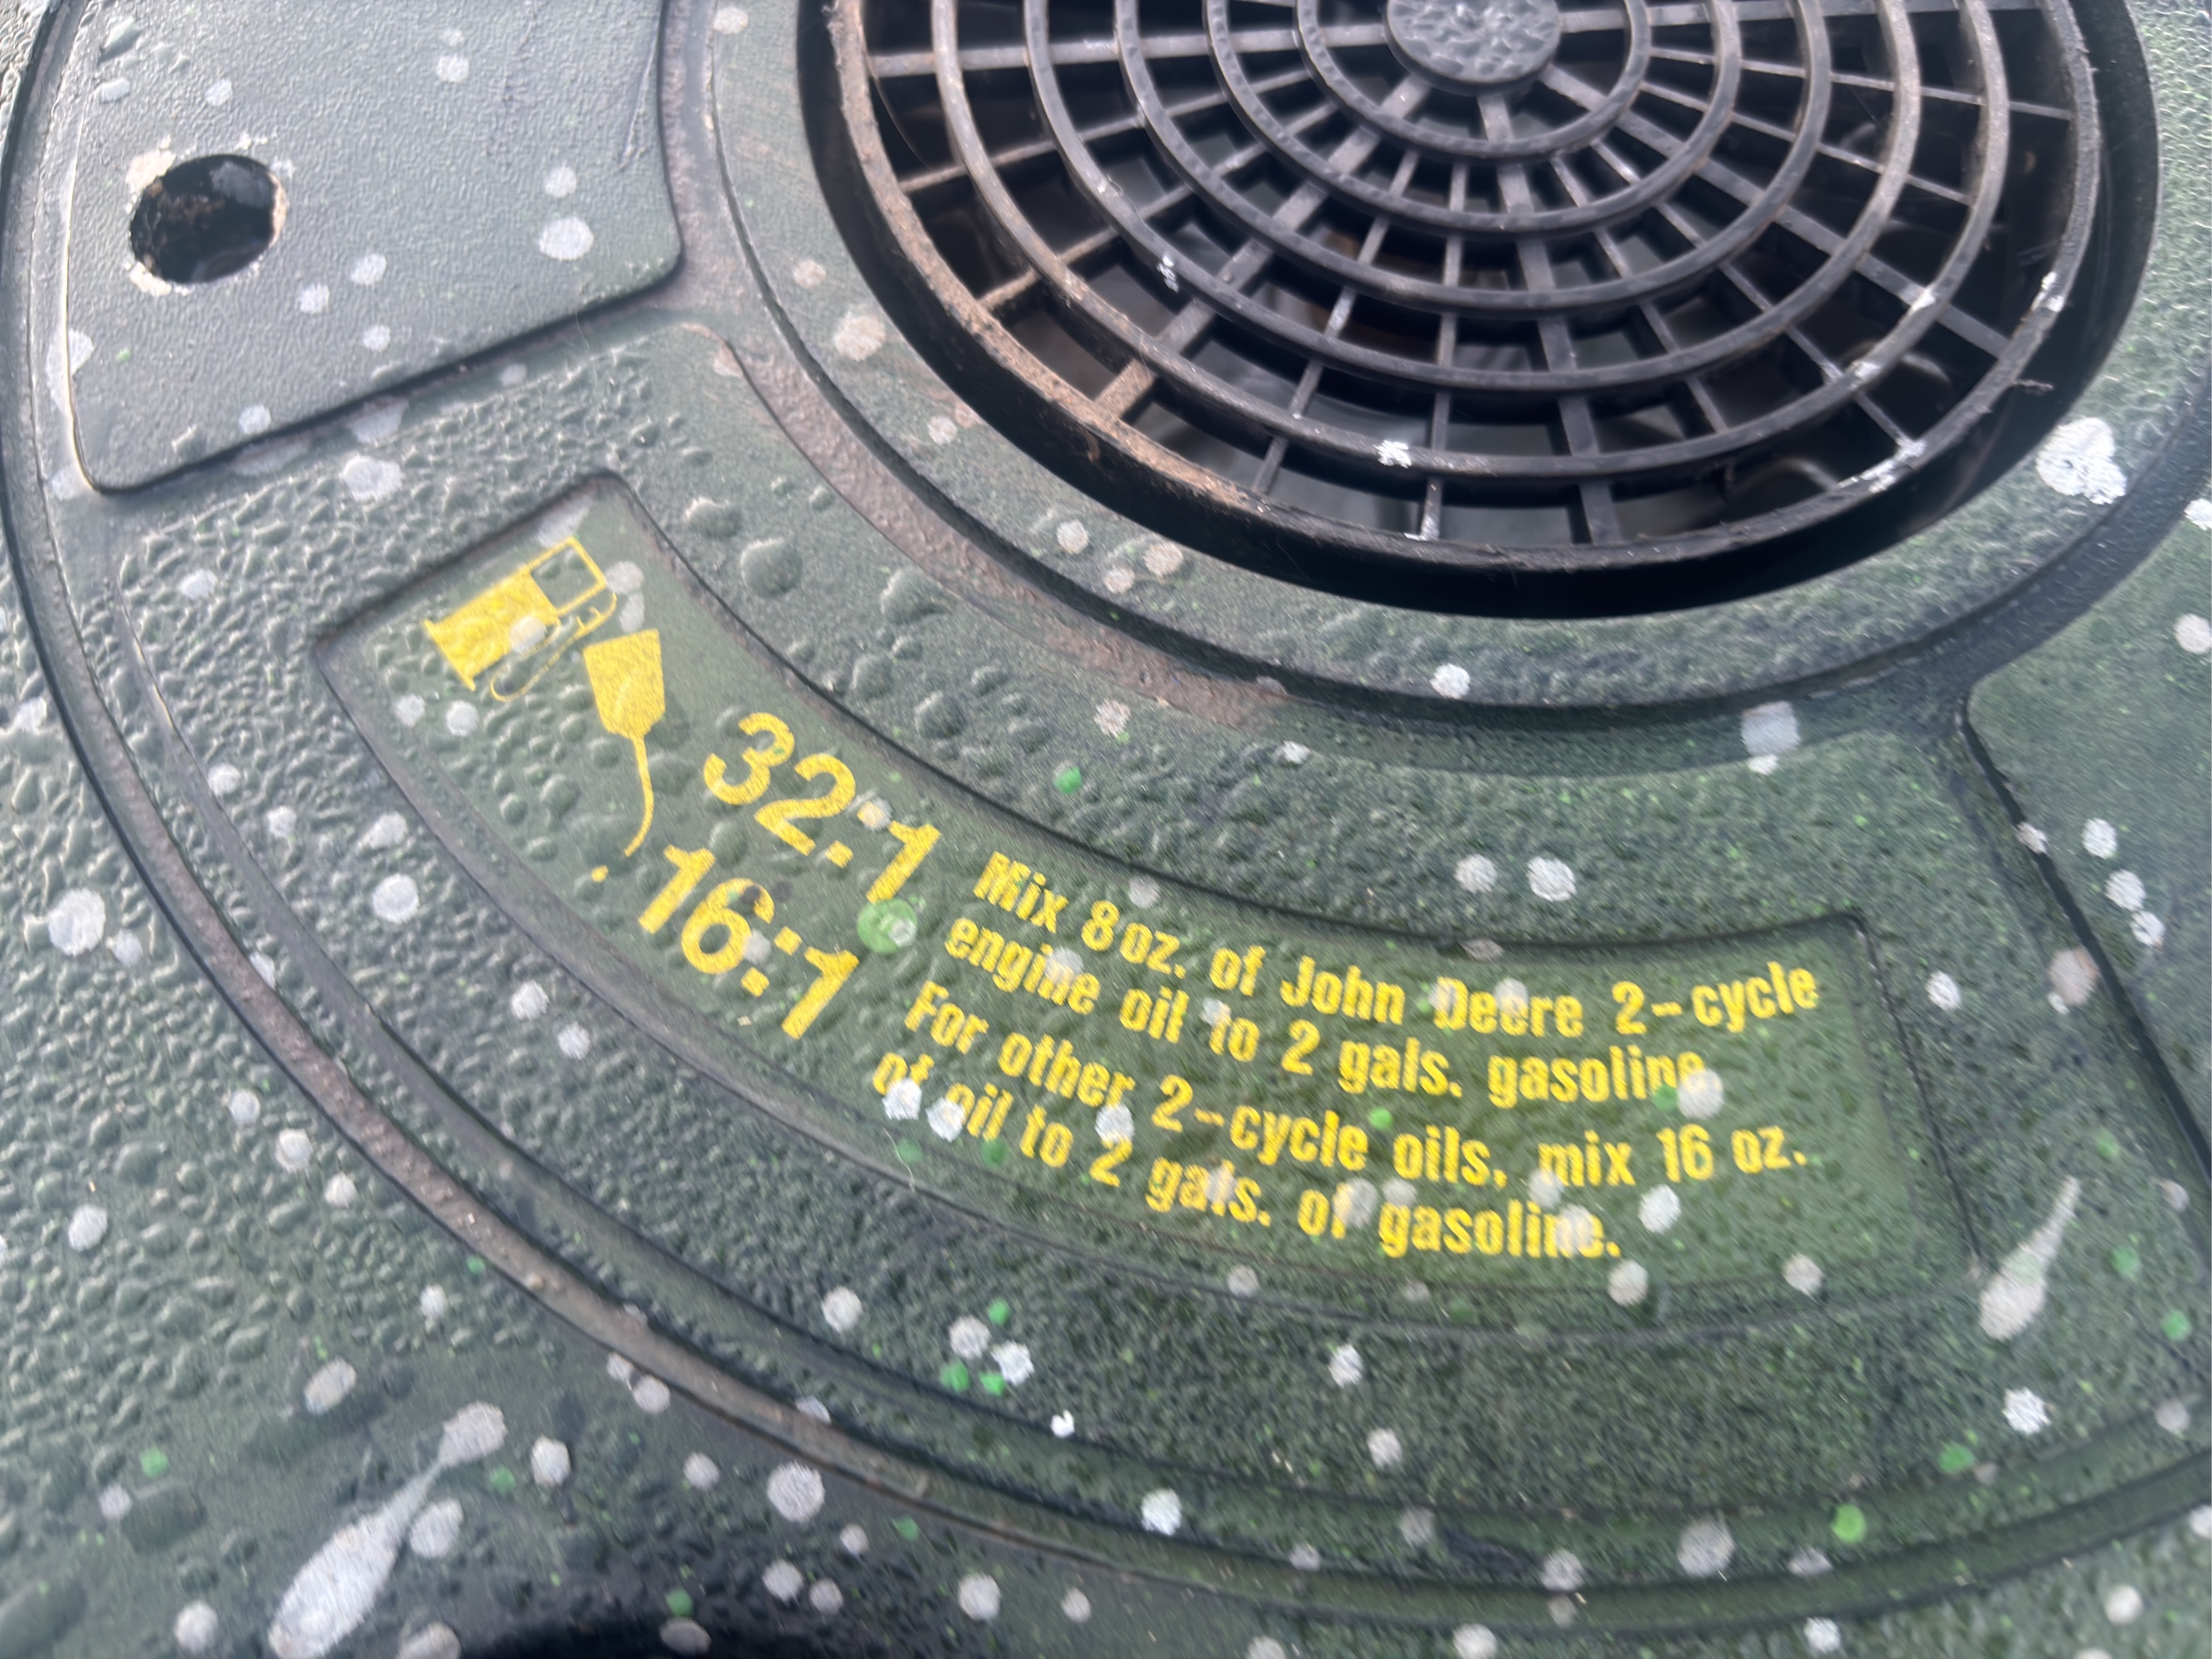 32:1
16:1
Mix 8 oz. of John Deere 2-cycle
engine oil to 2 gals. gasoline.
For other 2-cycle oils, mix 16 oz.
of oil to 2 gals. of gasoline.